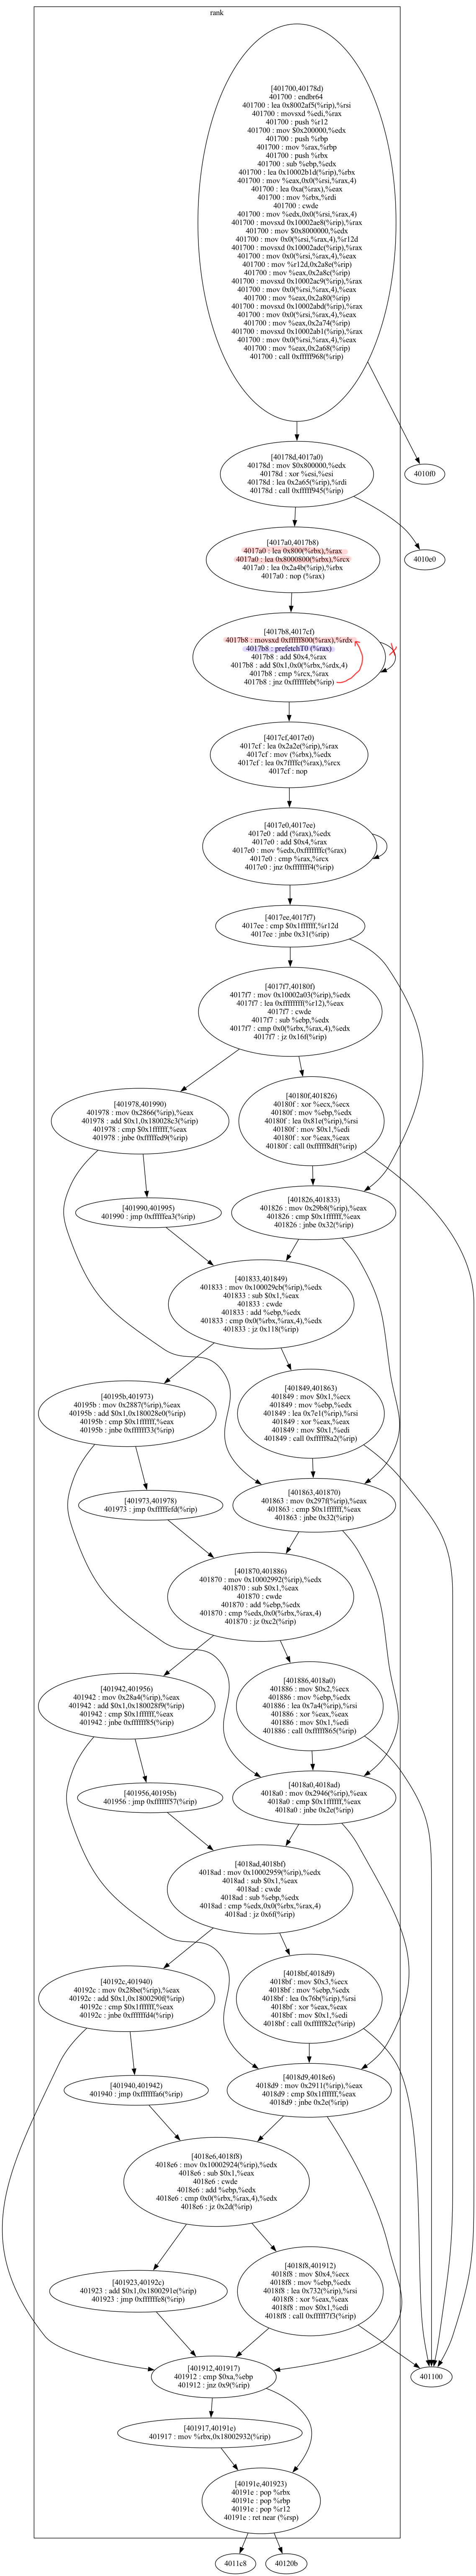 rank
[401700,40178d)
401700 : endbr64
401700 : lea 0x8002af5(%rip),%rsi
401700 : movsxd %edi,%rax
401700 : push %r12
401700 : mov $0x200000,%edx
401700 : push %rbp
401700 : mov %rax,%rbp
401700 : push %rbx
401700 : sub %ebp,%edx
401700 : lea 0x10002b1d(%rip),%rbx
401700 : mov %eax,0x0(%rsi,%rax,4)
401700 : lea 0xa(%rax),%eax
401700 : mov %rbx,%rdi
401700 : cwde
401700 : mov %edx,0x0(%rsi,%rax,4)
401700 : movsxd 0x10002ae8(%rip),%rax
401700 : mov $0x8000000,%edx
401700 : mov 0x0(%rsi,%rax,4),%r12d
401700 : movsxd 0x10002adc(%rip),%rax
401700 : mov 0x0(%rsi,%rax,4),%eax
401700 : mov %r12d,0x2a8e(%rip)
401700 : mov %eax,0x2a8c(%rip)
401700 : movsxd 0x10002ac9(%rip),%rax
401700 : mov 0x0(%rsi,%rax,4),%eax
401700 : mov %eax,0x2a80(%rip)
401700 : movsxd 0x10002abd(%rip),%rax
401700 : mov 0x0(%rsi,%rax,4),%eax
401700 : mov %eax,0x2a74(%rip)
401700 : movsxd 0x10002ab1(%rip),%rax
401700 : mov 0x0(%rsi,%rax,4),%eax
401700 : mov %eax,0x2a68(%rip)
401700 : call 0xfffff968(%rip)
4010f0
[40178d,4017a0)
40178d : mov $0x800000,%edx
40178d : xor %esi,%esi
40178d : lea 0x2a65(%rip),%rdi
40178d : call 0xfffff945(%rip)
4010e0
[4017a0,4017b8)
4017a0 : lea 0x800(%rbx),%rax
4017a0 : lea 0x8000800(%rbx),%rcx
4017a0 : lea 0x2a4b(%rip),%rbx
4017a0 : nop (%rax)
[4017b8,4017cf)
4017b8 : movsxd 0xfffff800(%rax),%rdx
4017b8 : prefetchT0 (%rax)
4017b8 : add $0x4,%rax
4017b8 : add $0x1,0x0(%rbx,%rdx,4)
4017b8 : cmp %rcx,%rax
4017b8 : jnz 0xffffffeb(%rip)
[4017cf,4017e0)
4017cf : lea 0x2a2e(%rip),%rax
4017cf : mov (%rbx),%edx
4017cf : lea 0x7ffffc(%rax),%rcx
4017cf : nop
[4017e0,4017ee)
4017e0 : add (%rax),%edx
4017e0 : add $0x4,%rax
4017e0 : mov %edx,0xfffffffc(%rax)
4017e0 : cmp %rax,%rcx
4017e0 : jnz 0xfffffff4(%rip)
[4017ee,4017f7)
4017ee : cmp $0x1fffff,%r12d
4017ee : jnbe 0x31(%rip)
[4017f7,40180f)
4017f7 : mov 0x10002a03(%rip),%edx
4017f7 : lea 0xffffffff(%r12),%eax
4017f7 : cwde
4017f7 : sub %ebp,%edx
4017f7 : cmp 0x0(%rbx,%rax,4),%edx
4017f7 : jz 0x16f(%rip)
[401978,401990)
401978 : mov 0x2866(%rip),%eax
401978 : add $0x1,0x180028c3(%rip)
401978 : cmp $0x1fffff,%eax
401978 : jnbe 0xfffffed9(%rip)
[40180f,401826)
40180f : xor %ecx,%ecx
40180f : mov %ebp,%edx
40180f : lea 0x81e(%rip),%rsi
40180f : mov $0x1,%edi
40180f : xor %eax,%eax
40180f : call 0xfffff8df(%rip)
[401990,401995)
401990 : jmp 0xfffffea3(%rip)
[401826,401833)
401826 : mov 0x29b8(%rip),%eax
401826 : cmp $0x1fffff,%eax
401826 : jnbe 0x32(%rip)
[401833,401849)
401833 : mov 0x100029cb(%rip),%edx
401833 : sub $0x1,%eax
401833 : cwde
401833 : add %ebp,%edx
401833 : cmp 0x0(%rbx,%rax,4),%edx
401833 : jz 0x118(%rip)
[40195b,401973)
40195b : mov 0x2887(%rip),%eax
40195b : add $0x1,0x180028e0(%rip)
40195b : cmp $0x1fffff,%eax
40195b : jnbe 0xffffff33(%rip)
[401849,401863)
401849 : mov $0x1,%ecx
401849 : mov %ebp,%edx
401849 : lea 0x7e1(%rip),%rsi
401849 : xor %eax,%eax
401849 : mov $0x1,%edi
401849 : call 0xfffff8a2(%rip)
[401973,401978)
401973 : jmp 0xfffffefd(%rip)
[401863,401870)
401863 : mov 0x297f(%rip),%eax
401863 : cmp $0x1fffff,%eax
401863 : jnbe 0x32(%rip)
[401870,401886)
401870 : mov 0x10002992(%rip),%edx
401870 : sub $0x1,%eax
401870 : cwde
401870 : add %ebp,%edx
401870 : cmp %edx,0x0(%rbx,%rax,4)
401870 : jz 0xc2(%rip)
[401942,401956)
401942 : mov 0x28a4(%rip),%eax
401942 : add $0x1,0x180028f9(%rip)
401942 : cmp $0x1fffff,%eax
401942 : jnbe 0xffffff85(%rip)
[401886,4018a0)
401886 : mov $0x2,%ecx
401886 : mov %ebp,%edx
401886 : lea 0x7a4(%rip),%rsi
401886 : xor %eax,%eax
401886 : mov $0x1,%edi
401886 : call 0xfffff865(%rip)
[401956,40195b)
401956 : jmp 0xffffff57(%rip)
[4018a0,4018ad)
4018a0 : mov 0x2946(%rip),%eax
4018a0 : cmp $0x1fffff,%eax
4018a0 : jnbe 0x2e(%rip)
[4018ad,4018bf)
4018ad : mov 0x10002959(%rip),%edx
4018ad : sub $0x1,%eax
4018ad : cwde
4018ad : sub %ebp,%edx
4018ad : cmp %edx,0x0(%rbx,%rax,4)
4018ad : jz 0x6f(%rip)
[40192c,401940)
40192c : mov 0x28be(%rip),%eax
40192c : add $0x1,0x1800290f(%rip)
40192c : cmp $0x1fffff,%eax
40192c : jnbe 0xffffffd4(%rip)
[4018bf,4018d9)
4018bf : mov $0x3,%ecx
4018bf : mov %ebp,%edx
4018bf : lea 0x76b(%rip),%rsi
4018bf : xor %eax,%eax
4018bf : mov $0x1,%edi
4018bf : call 0xfffff82c(%rip)
[401940,401942)
401940 : jmp 0xffffffa6(%rip)
[4018d9,4018e6)
4018d9 : mov 0x2911(%rip),%eax
4018d9 : cmp $0x1fffff,%eax
4018d9 : jnbe 0x2e(%rip)
[4018e6,4018f8)
4018e6 : mov 0x10002924(%rip),%edx
4018e6 : sub $0x1,%eax
4018e6 : cwde
4018e6 : add %ebp,%edx
4018e6 : cmp 0x0(%rbx,%rax,4),%edx
4018e6 : jz 0x2d(%rip)
[401923,40192c)
401923 : add $0x1,0x1800291e(%rip)
401923 : jmp 0xffffffe8(%rip)
[4018f8,401912)
4018f8 : mov $0x4,%ecx
4018f8 : mov %ebp,%edx
4018f8 : lea 0x732(%rip),%rsi
4018f8 : xor %eax,%eax
4018f8 : mov $0x1,%edi
4018f8 : call 0xfffff7f3(%rip)
[401912,401917)
401912 : cmp $0xa,%ebp
401912 : jnz 0x9(%rip)
401100
[401917,40191e)
401917 : mov %rbx,0x18002932(%rip)
[40191e,401923)
40191e : pop %rbx
40191e : pop %rbp
40191e : pop %r12
40191e : ret near (%rsp)
4011c8
40120b